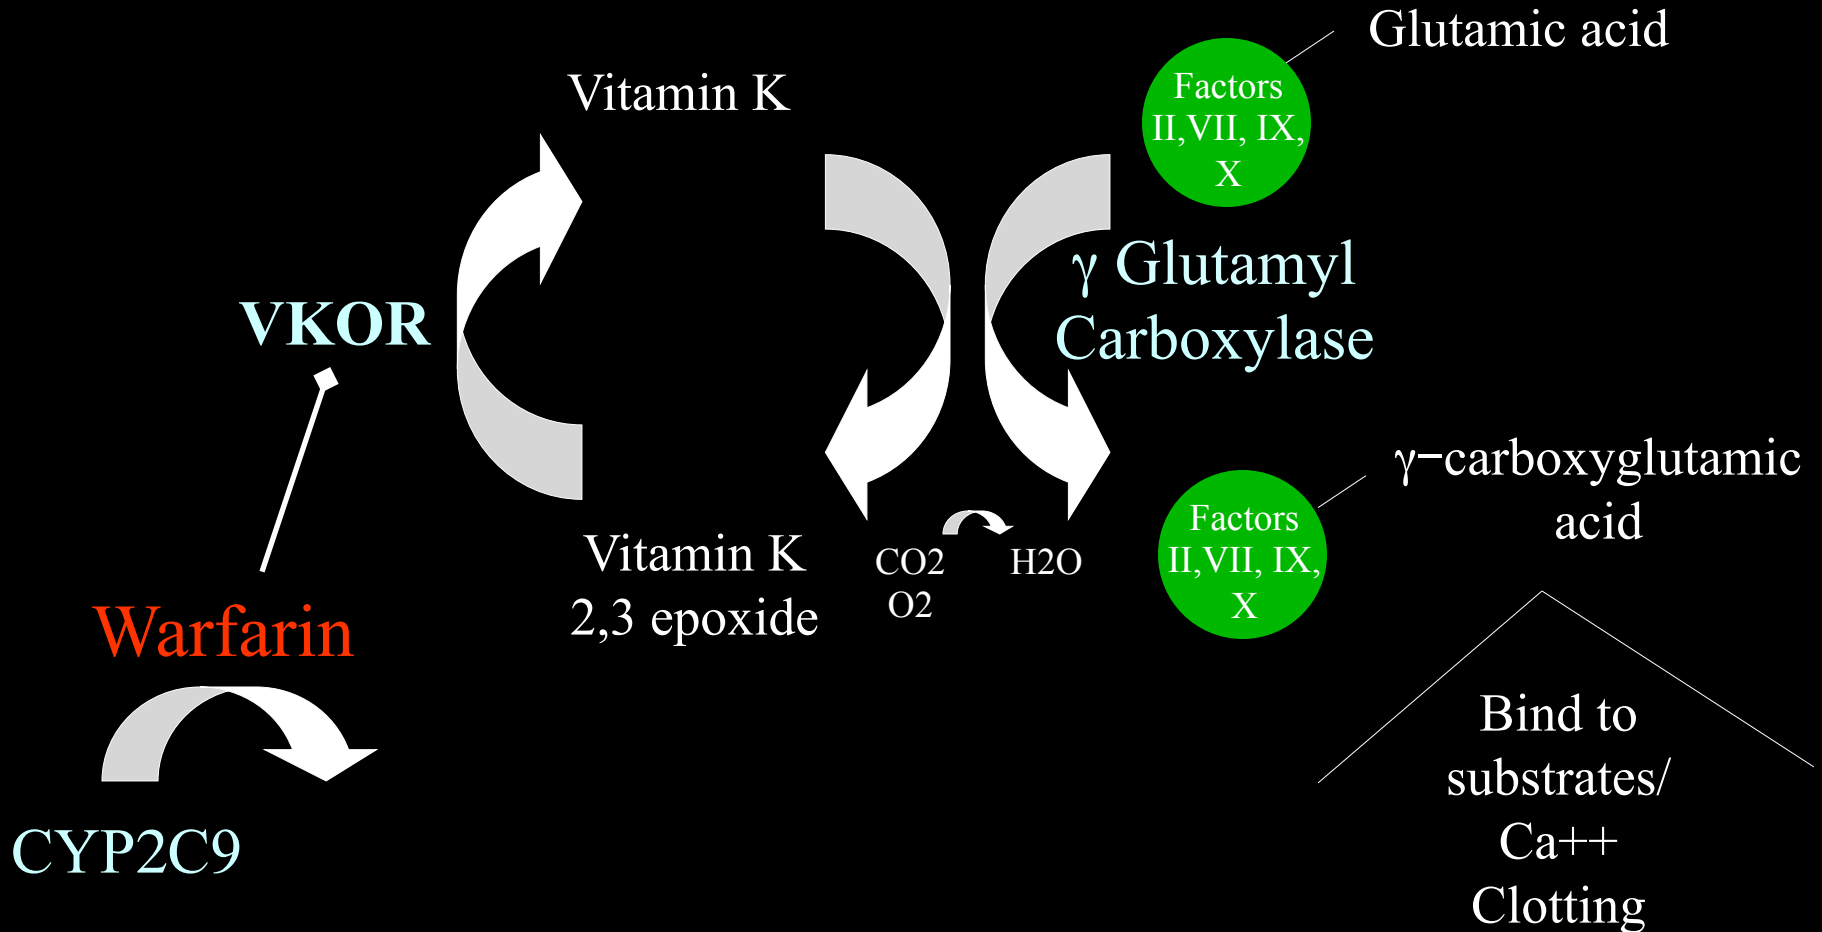 Glutamic acid
Vitamin K
Factors
II,VII, IX,
X
γ Glutamyl
Carboxylase
VKOR
γ−carboxyglutamic
acid
Factors
II,VII, IX,
X
Vitamin K
2,3 epoxide
CO2
O2
H2O
Warfarin
CYP2C9
Bind to
substrates/
Ca++
Clotting